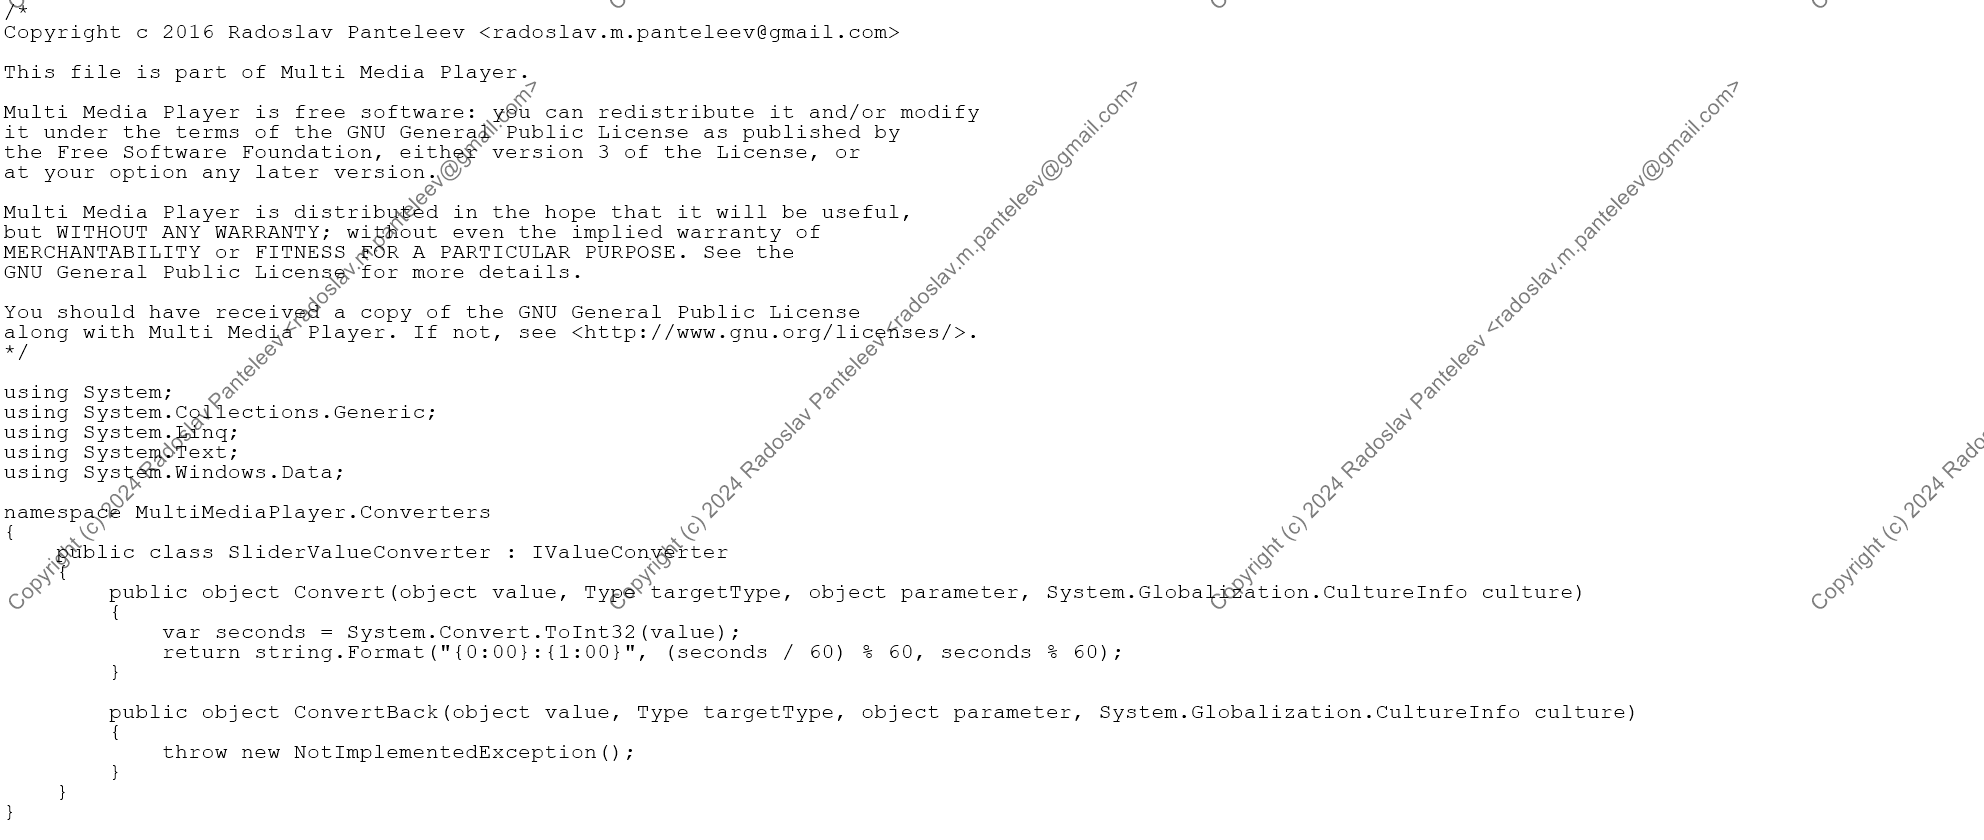 /*
Copyright c 2016 Radoslav Panteleev <radoslav.m.panteleev@gmail.com>

This file is part of Multi Media Player.

Multi Media Player is free software: you can redistribute it and/or modify
it under the terms of the GNU General Public License as published by
the Free Software Foundation, either version 3 of the License, or
at your option any later version.

Multi Media Player is distributed in the hope that it will be useful,
but WITHOUT ANY WARRANTY; without even the implied warranty of
MERCHANTABILITY or FITNESS FOR A PARTICULAR PURPOSE. See the
GNU General Public License for more details.

You should have received a copy of the GNU General Public License
along with Multi Media Player. If not, see <http://www.gnu.org/licenses/>.
*/

using System;
using System.Collections.Generic;
using System.Linq;
using System.Text;
using System.Windows.Data;

namespace MultiMediaPlayer.Converters
{
    public class SliderValueConverter : IValueConverter
    {
        public object Convert(object value, Type targetType, object parameter, System.Globalization.CultureInfo culture)
        {
            var seconds = System.Convert.ToInt32(value);
            return string.Format("{0:00}:{1:00}", (seconds / 60) % 60, seconds % 60);
        }

        public object ConvertBack(object value, Type targetType, object parameter, System.Globalization.CultureInfo culture)
        {
            throw new NotImplementedException();
        }
    }
}
Copyright (c) 2024 Radoslav Panteleev <radoslav.m.panteleev@gmail.com>
Copyright (c) 2024 Radoslav Panteleev <radoslav.m.panteleev@gmail.com>
Copyright (c) 2024 Radoslav Panteleev <radoslav.m.panteleev@gmail.com>
Copyright (c) 2024